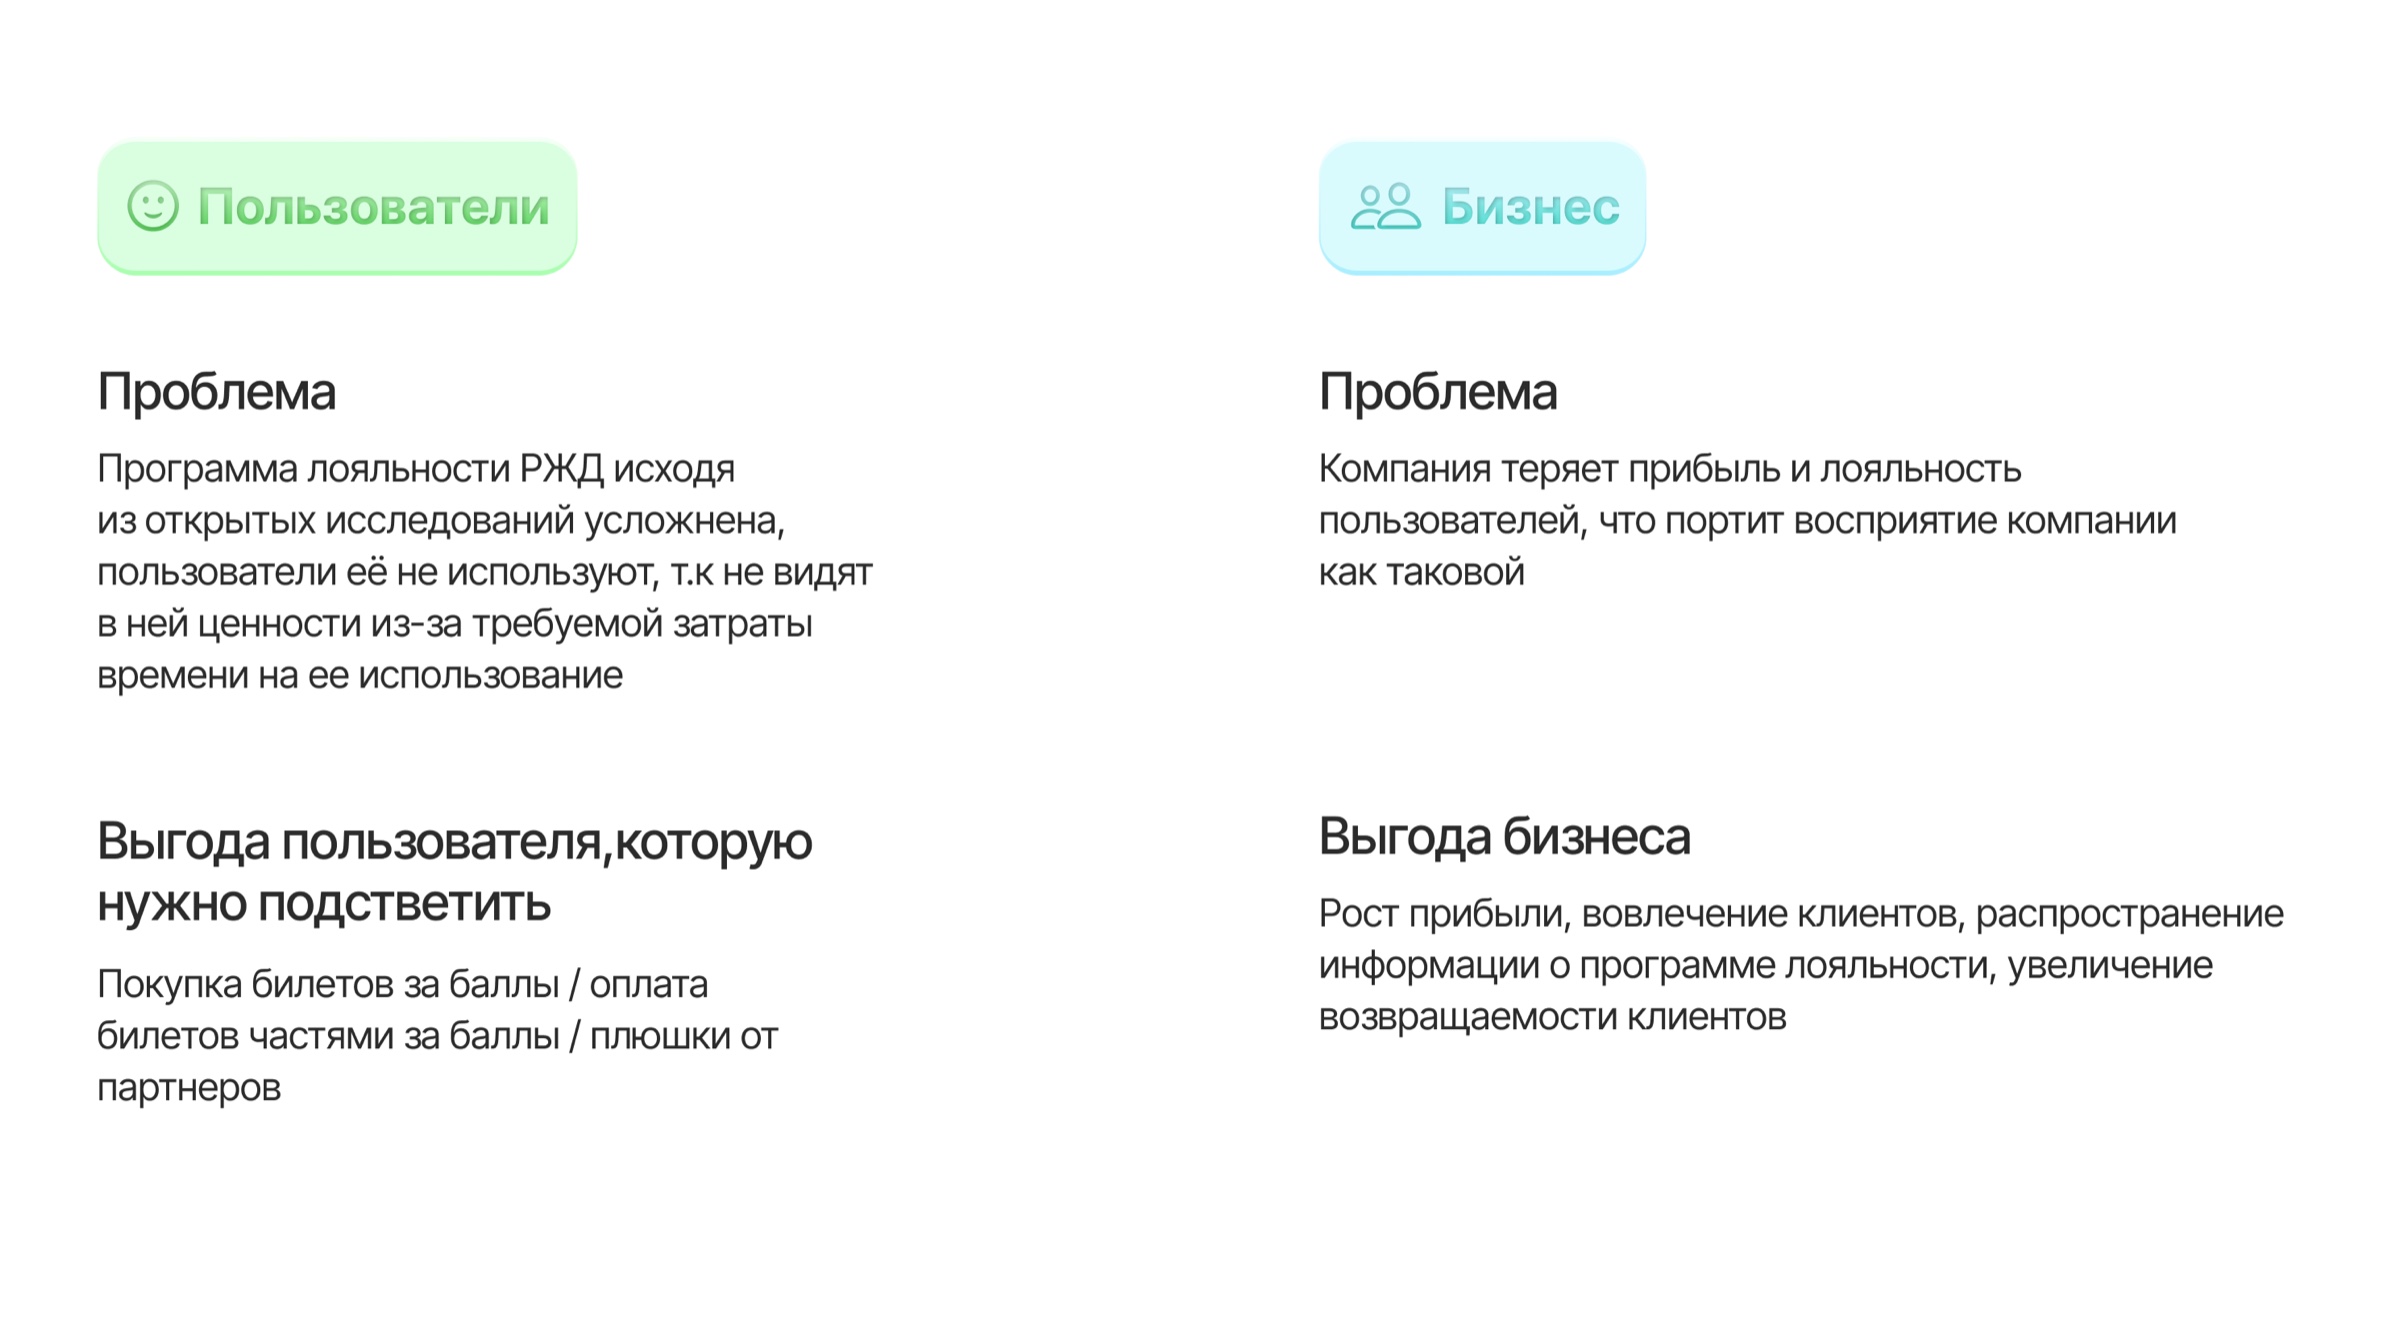 Пользователи
Проблема
Программа лояльности РЖД исходя
из открытых исследований усложнена,
пользователи её не используют, т.к не видят
в ней ценности из-за требуемой затраты
времени на ее использование
Выгода пользователя,которую
нужно подстветить
Покупка билетов за баллы / оплата
билетов частями за баллы / плюшки от
партнеров
Бизнес
Проблема
Компания теряет прибыль и лояльность
пользователей, что портит восприятие компании
как таковой
Выгода бизнеса
Рост прибыли, вовлечение клиентов, распространение
информации о программе лояльности, увеличение
возвращаемости клиентов